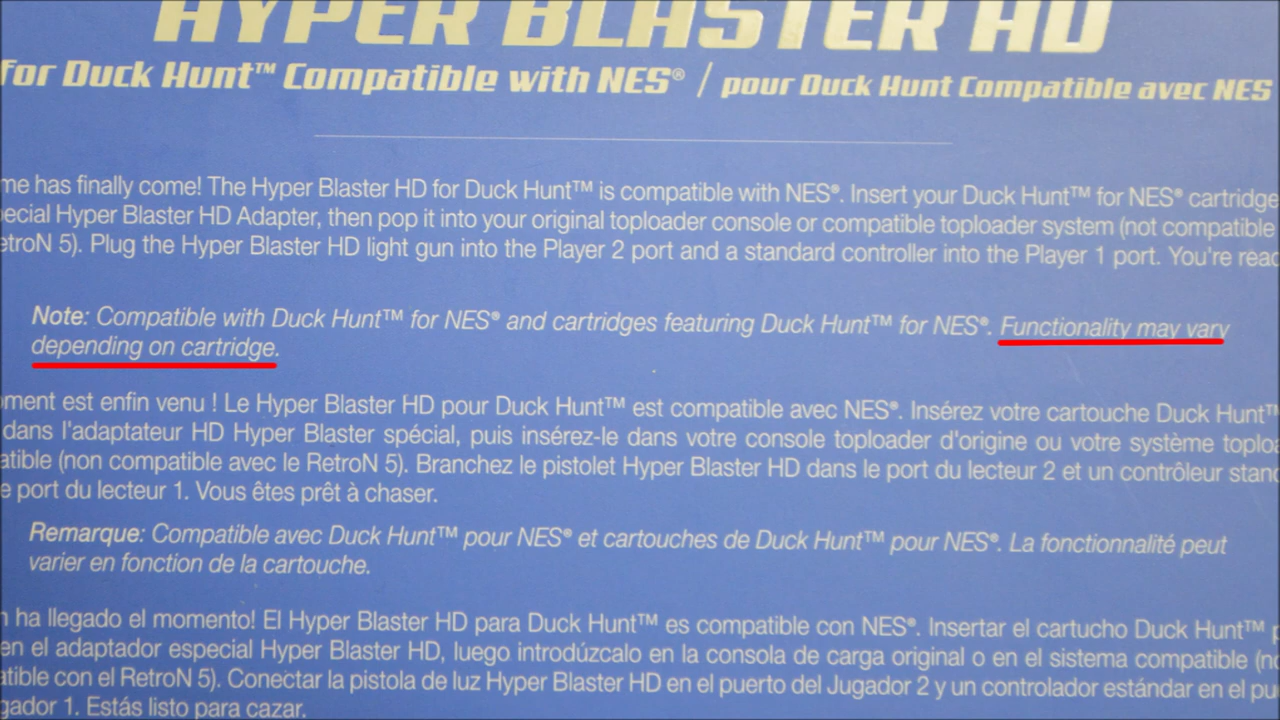 HYPER BLASTER HD
for Duck Hunt™ Compatible with NES® / pour Duck Hunt Compatible avec NES
me has finally come! The Hyper Blaster HD for Duck Hunt™ is compatible with NES®. Insert your Duck Hunt™ for NES® cartridge
pecial Hyper Blaster HD Adapter, then pop it into your original toploader console or compatible toploader system (not compatible
etroN 5). Plug the Hyper Blaster HD light gun into the Player 2 port and a standard controller into the Player 1 port. You're read
Note: Compatible with Duck Hunt™ for NES® and cartridges featuring Duck Hunt™ for NES®. Functionality may vary
depending on cartridge.
oment est enfin venu ! Le Hyper Blaster HD pour Duck Hunt™ est compatible avec NES®. Insérez votre cartouche Duck Hunt™
dans l'adaptateur HD Hyper Blaster spécial, puis insérez-le dans votre console toploader d'origine ou votre système toploa
atible (non compatible avec le RetroN 5). Branchez le pistolet Hyper Blaster HD dans le port du lecteur 2 et un contrôleur stand
e port du lecteur 1. Vous êtes prêt à chaser.
Remarque: Compatible avec Duck Hunt™ pour NES® et cartouches de Duck Hunt™ pour NES®. La fonctionnalité peut
varier en fonction de la cartouche.
n ha llegado el momento! El Hyper Blaster HD para Duck Hunt™ es compatible con NES®. Insertar el cartucho Duck Hunt™ p
en el adaptador especial Hyper Blaster HD, luego introdúzcalo en la consola de carga original o en el sistema compatible (no
atible con el RetroN 5). Conectar la pistola de luz Hyper Blaster HD en el puerto del Jugador 2 y un controlador estándar en el pu
gador 1. Estás listo para cazar.